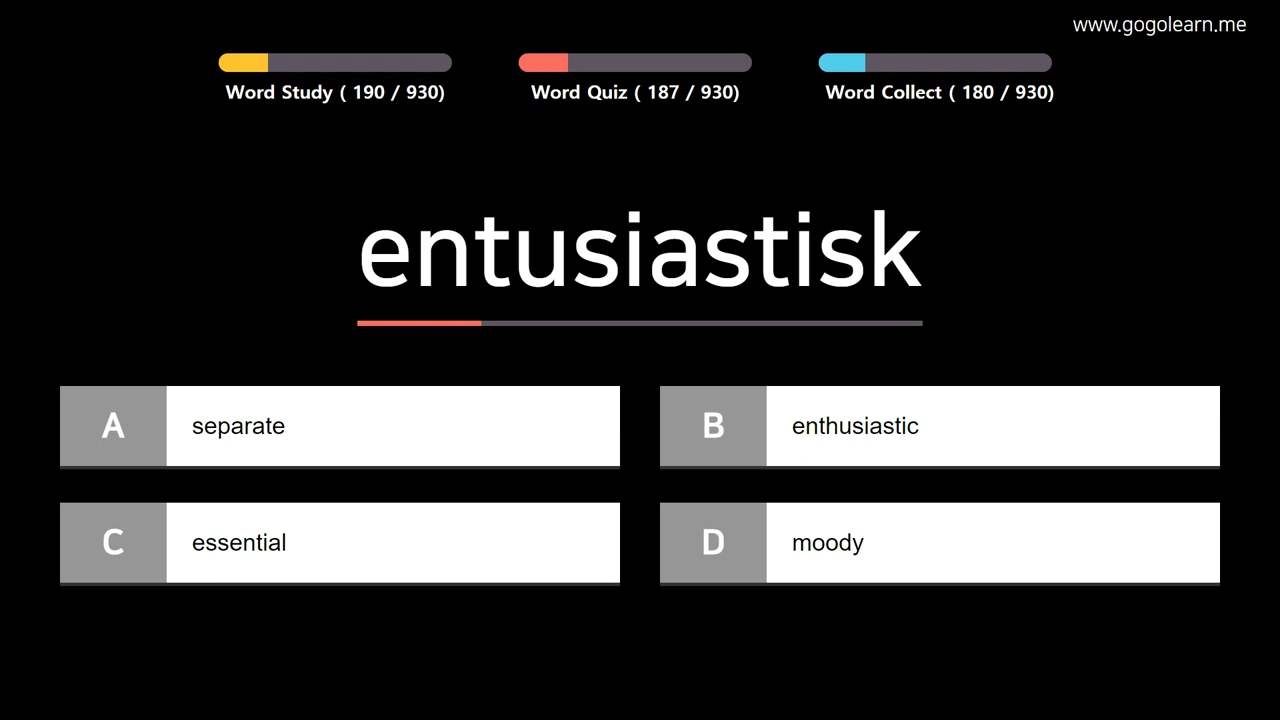 www.gogolearn.me
Word Study ( 190 / 930)
Word Quiz ( 187 / 930)
Word Collect ( 180 / 930)
entusiastisk
A separate
B enthusiastic
C essential
D moody